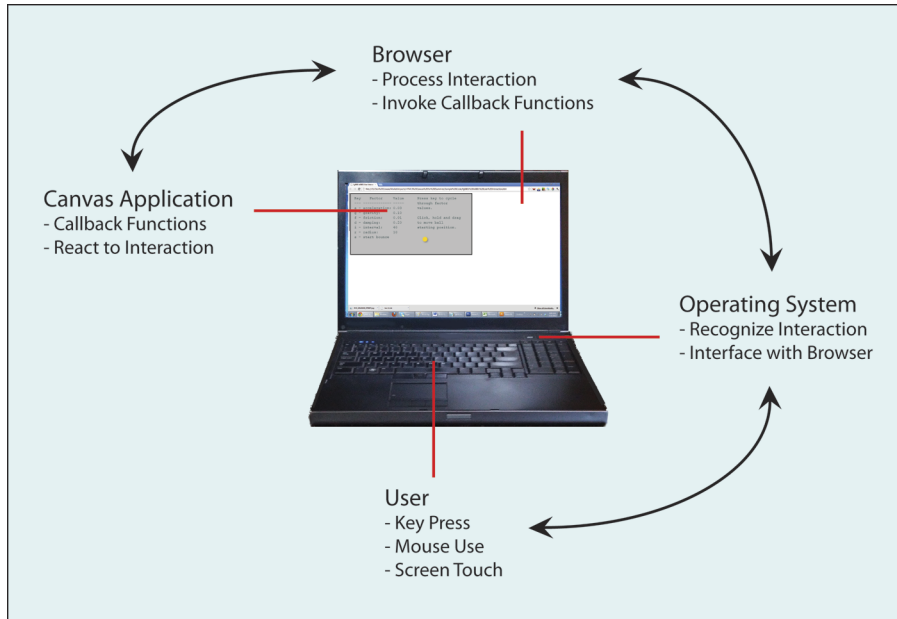 Browser
- Process Interaction
- Invoke Callback Functions
Canvas Application
- Callback Functions
- React to Interaction
Operating System
- Recognize Interaction
- Interface with Browser
User
- Key Press
- Mouse Use
- Screen Touch